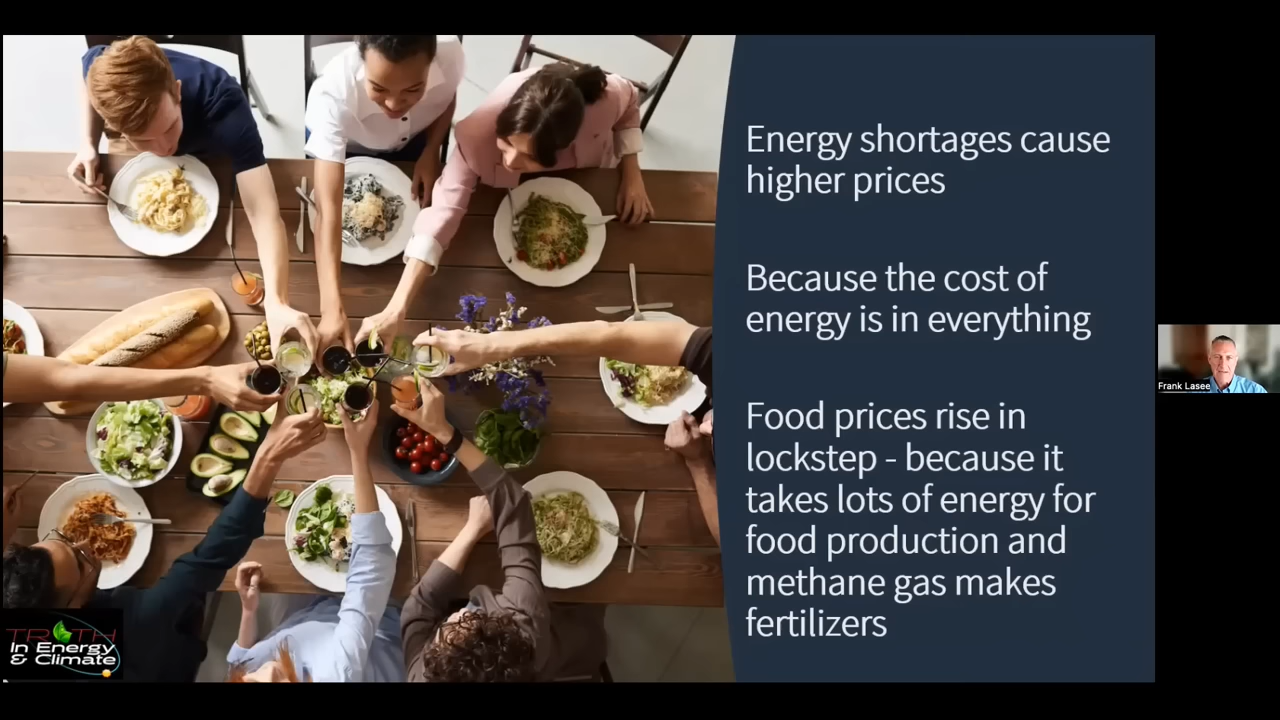 Energy shortages cause
higher prices
Because the cost of
energy is in everything
Food prices rise in
lockstep - because it
takes lots of energy for
food production and
methane gas makes
fertilizers
Frank Lasee
TRUTH
In Energy
& Climate